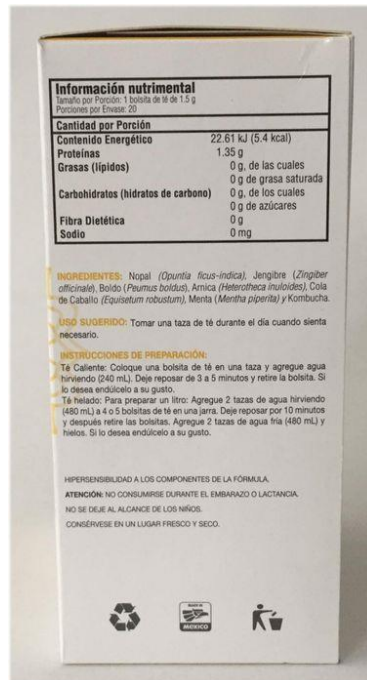 Información nutrimental
Tamaño por Porción: 1 bolsita de té de 1.5 g
Porciones por Envase: 20
Cantidad por Porción
Contenido Energético 22.61 kJ (5.4 kcal)
Proteínas 1.35 g
Grasas (lípidos) 0 g, de las cuales
0 g de grasa saturada
Carbohidratos (hidratos de carbono) 0 g, de los cuales
0 g de azúcares
Fibra Dietética 0 g
Sodio 0 mg
INGREDIENTES: Nopal (Opuntia ficus-indica), Jengibre (Zingiber
officinale), Boldo (Peumus boldus), Arnica (Heterotheca inuloides), Cola
de Caballo (Equisetum robustum), Menta (Mentha piperita) y Kombucha.
USO SUGERIDO: Tomar una taza de té durante el día cuando sienta
necesario.
INSTRUCCIONES DE PREPARACIÓN:
Té Caliente: Coloque una bolsita de té en una taza y agregue agua
hirviendo (240 mL). Deje reposar de 3 a 5 minutos y retire la bolsita. Si
lo desea endúlcelo a su gusto.
Té helado: Para preparar un litro: Agregue 2 tazas de agua hirviendo
(480 mL) a 4 o 5 bolsitas de té en una jarra. Deje reposar por 10 minutos
y después retire las bolsitas. Agregue 2 tazas de agua fría (480 mL) y
hielos. Si lo desea endúlcelo a su gusto.
HIPERSENSIBILIDAD A LOS COMPONENTES DE LA FÓRMULA.
ATENCIÓN: NO CONSUMIRSE DURANTE EL EMBARAZO O LACTANCIA.
NO SE DEJE AL ALCANCE DE LOS NIÑOS.
CONSÉRVESE EN UN LUGAR FRESCO Y SECO.
MADE IN
MEXICO